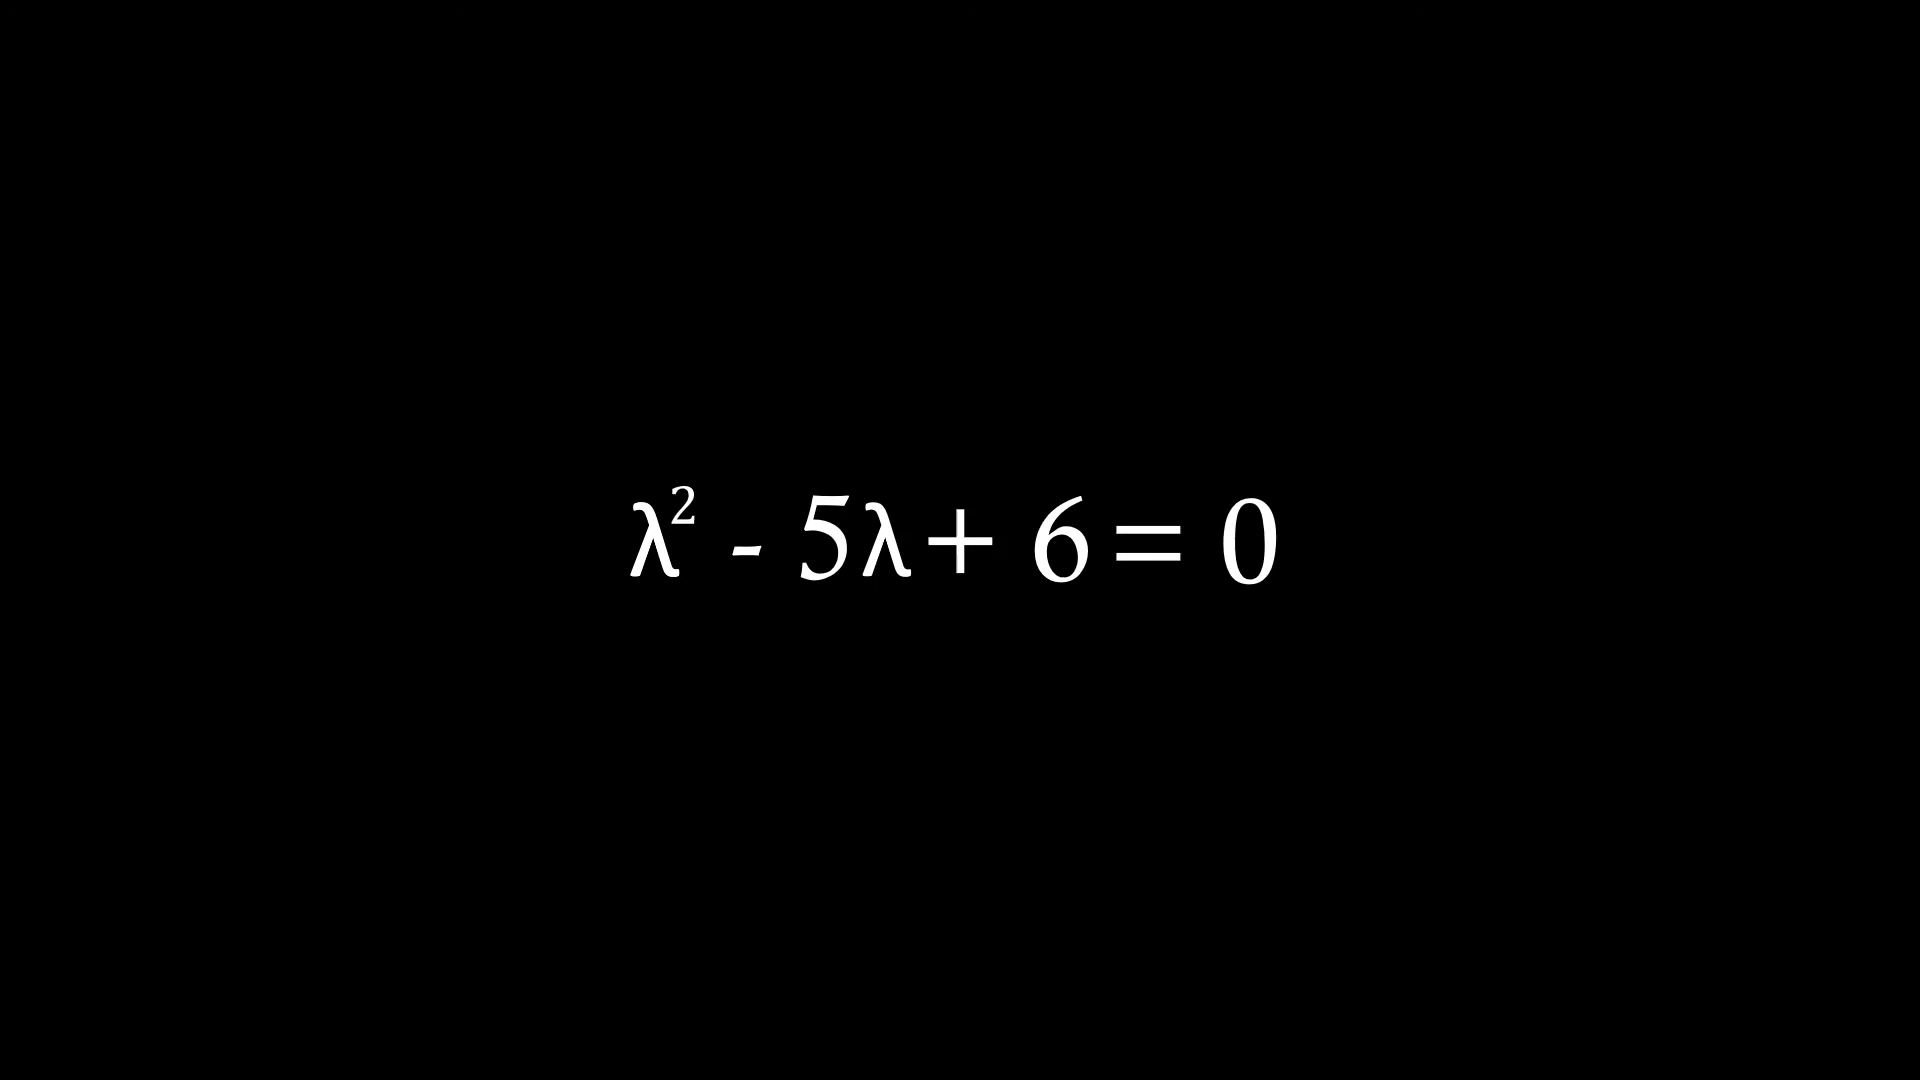 λ² - 5λ + 6 = 0